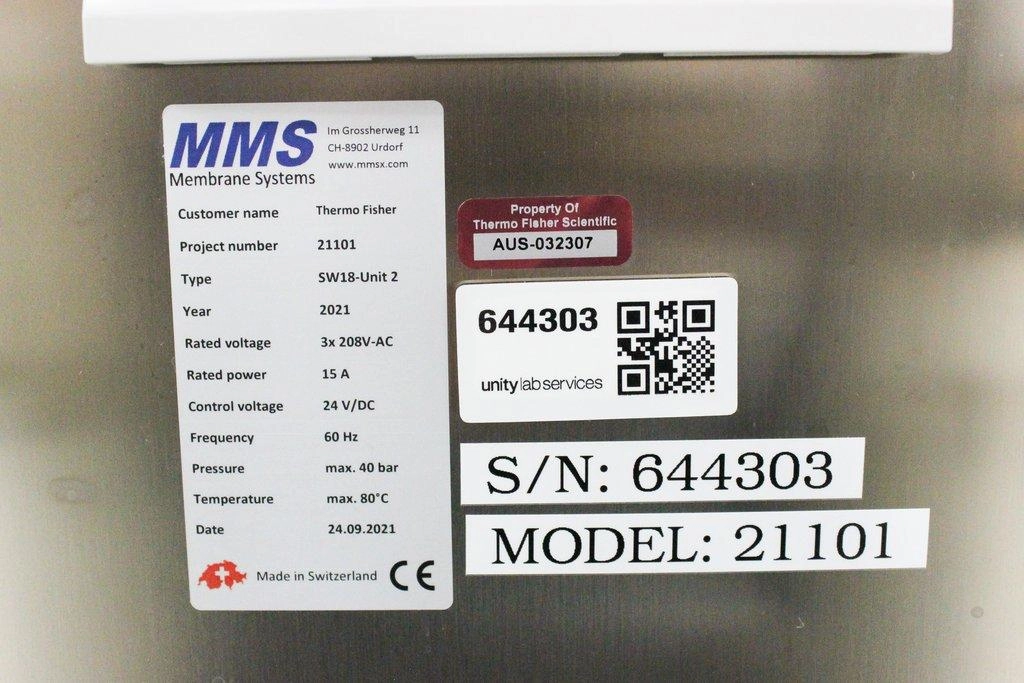 MMS
Membrane Systems
Im Grossherweg 11
CH-8902 Urdorf
www.mmsx.com
Customer name Thermo Fisher
Project number 21101
Type SW18-Unit 2
Year 2021
Rated voltage 3x 208V-AC
Rated power 15 A
Control voltage 24 V/DC
Frequency 60 Hz
Pressure max. 40 bar
Temperature max. 80°C
Date 24.09.2021
Made in Switzerland CE
Property Of
Thermo Fisher Scientific
AUS-032307
644303
unity lab services
S/N: 644303
MODEL: 21101